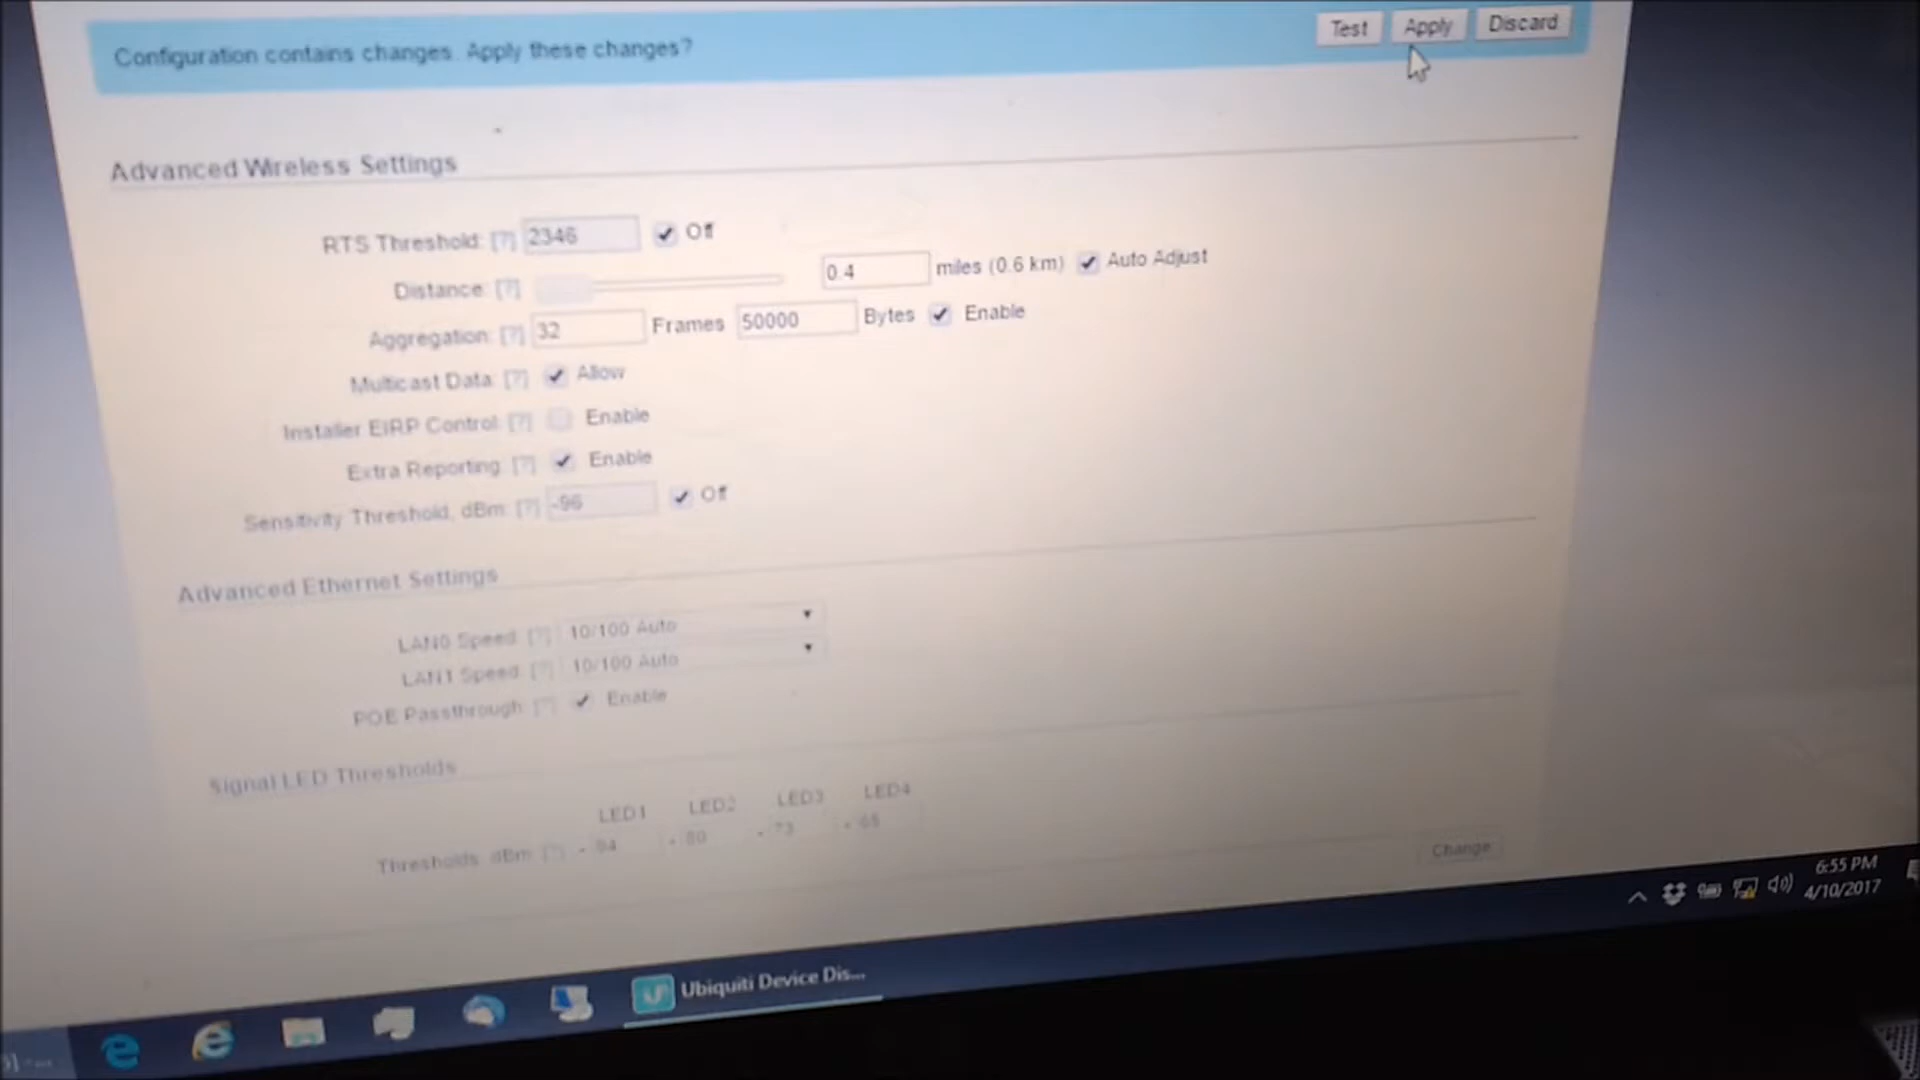 Configuration contains changes. Apply these changes? Test Apply Discard
Advanced Wireless Settings
RTS Threshold: [?] 2346 Off
Distance: [?] 0.4 miles (0.6 km) Auto Adjust
Aggregation: [?] 32 Frames 50000 Bytes Enable
Multicast Data: [?] Allow
Installer EIRP Control: [?] Enable
Extra Reporting: [?] Enable
Sensitivity Threshold, dBm: [?] -96 Off
Advanced Ethernet Settings
LAN0 Speed: [?] 10/100 Auto
LAN1 Speed: [?] 10/100 Auto
POE Passthrough: [?] Enable
Signal LED Thresholds
LED1 LED2 LED3 LED4
Thresholds, dBm: [?] - 94 - 80 - 73 - 65
Change
6:55 PM
4/10/2017
Ubiquiti Device Dis...